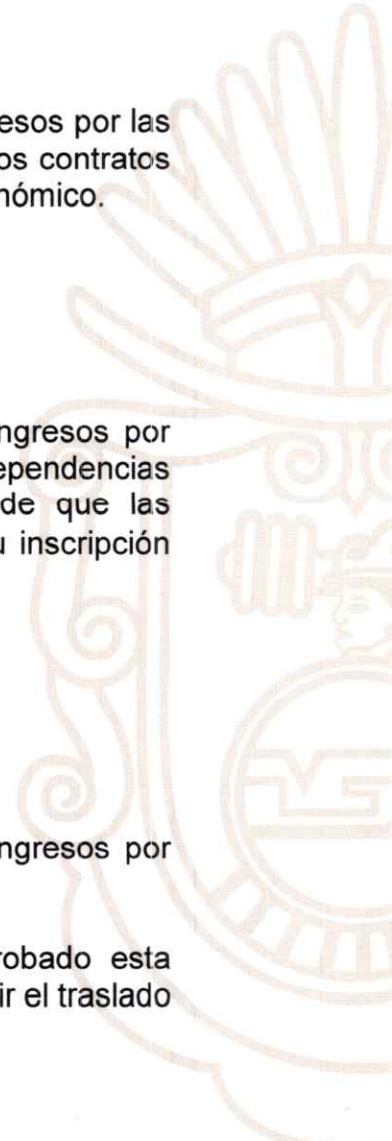 esos por las
os contratos
nómico.
ngresos por
ependencias
de que las
u inscripción
ngresos por
robado esta
ir el traslado